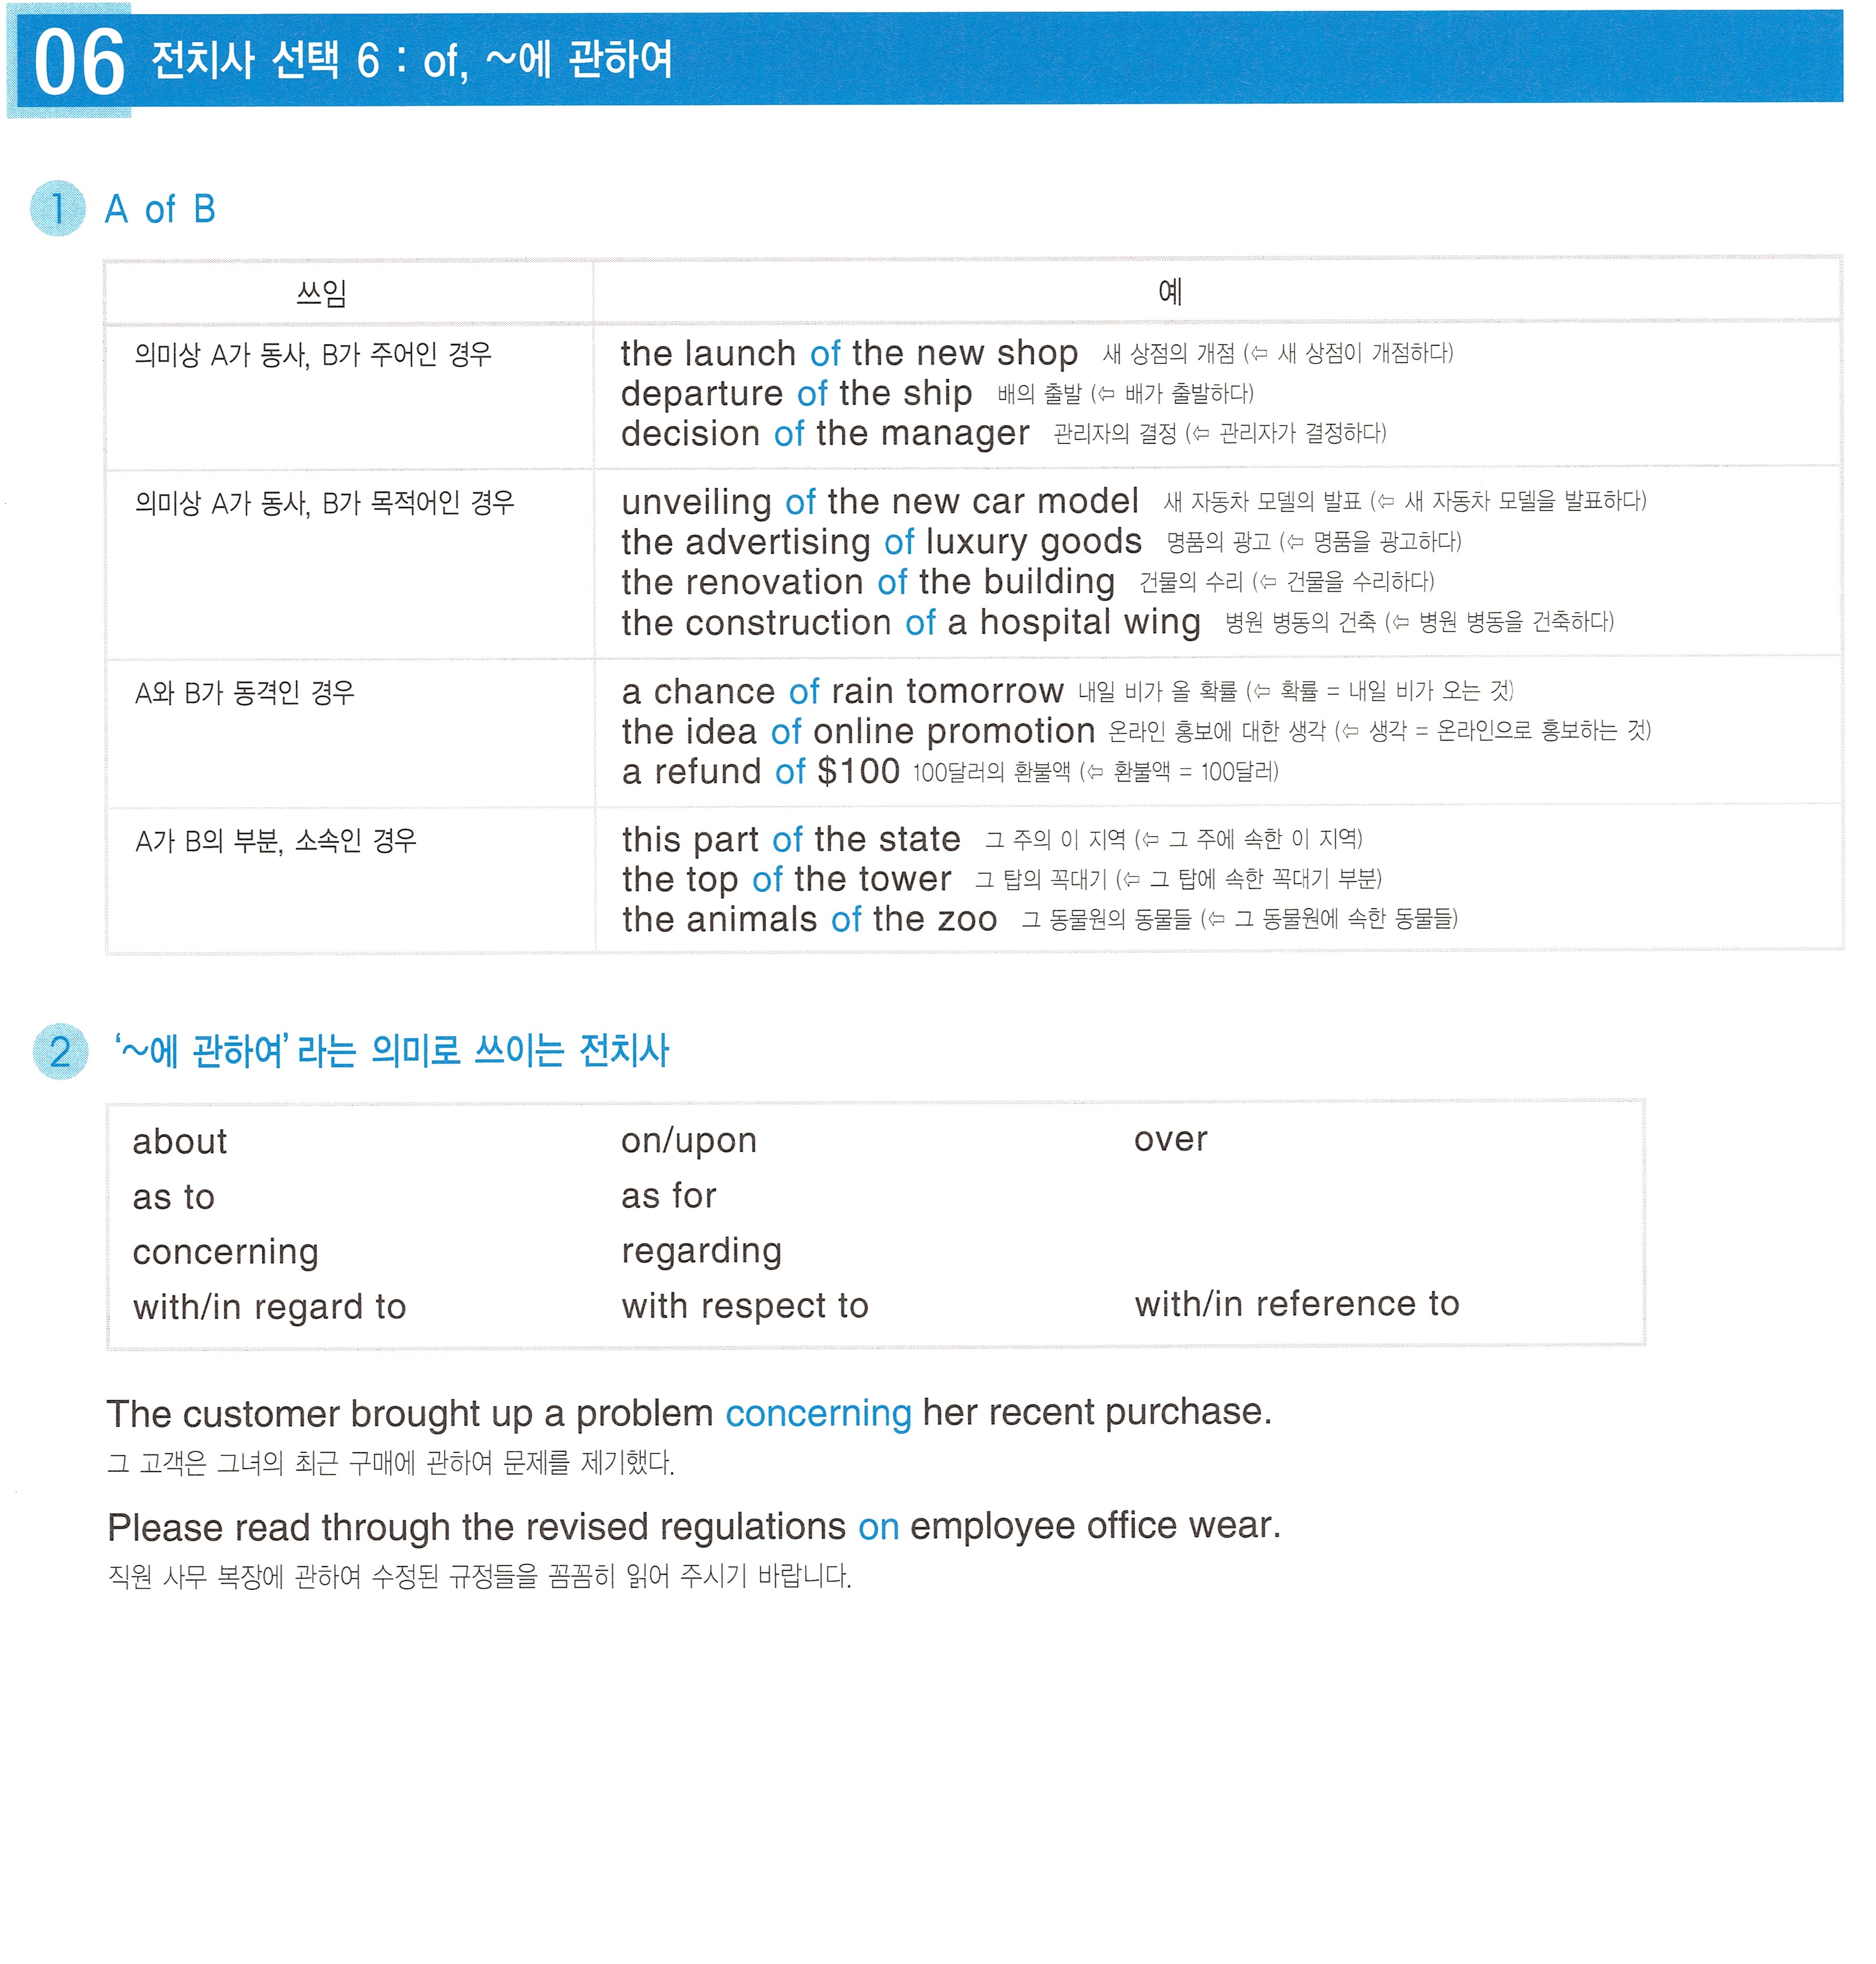 06 전치사 선택 6 : of, ~에 관하여
1 A of B
쓰임 예
의미상 A가 동사, B가 주어인 경우 the launch of the new shop 새 상점의 개점 (⇦ 새 상점이 개점하다)
departure of the ship 배의 출발 (⇦ 배가 출발하다)
decision of the manager 관리자의 결정 (⇦ 관리자가 결정하다)
의미상 A가 동사, B가 목적어인 경우 unveiling of the new car model 새 자동차 모델의 발표 (⇦ 새 자동차 모델을 발표하다)
the advertising of luxury goods 명품의 광고 (⇦ 명품을 광고하다)
the renovation of the building 건물의 수리 (⇦ 건물을 수리하다)
the construction of a hospital wing 병원 병동의 건축 (⇦ 병원 병동을 건축하다)
A와 B가 동격인 경우 a chance of rain tomorrow 내일 비가 올 확률 (⇦ 확률 = 내일 비가 오는 것)
the idea of online promotion 온라인 홍보에 대한 생각 (⇦ 생각 = 온라인으로 홍보하는 것)
a refund of $100 100달러의 환불액 (⇦ 환불액 = 100달러)
A가 B의 부분, 소속인 경우 this part of the state 그 주의 이 지역 (⇦ 그 주에 속한 이 지역)
the top of the tower 그 탑의 꼭대기 (⇦ 그 탑에 속한 꼭대기 부분)
the animals of the zoo 그 동물원의 동물들 (⇦ 그 동물원에 속한 동물들)
2 ‘~에 관하여’ 라는 의미로 쓰이는 전치사
about on/upon over
as to as for
concerning regarding
with/in regard to with respect to with/in reference to
The customer brought up a problem concerning her recent purchase.
그 고객은 그녀의 최근 구매에 관하여 문제를 제기했다.
Please read through the revised regulations on employee office wear.
직원 사무 복장에 관하여 수정된 규정들을 꼼꼼히 읽어 주시기 바랍니다.